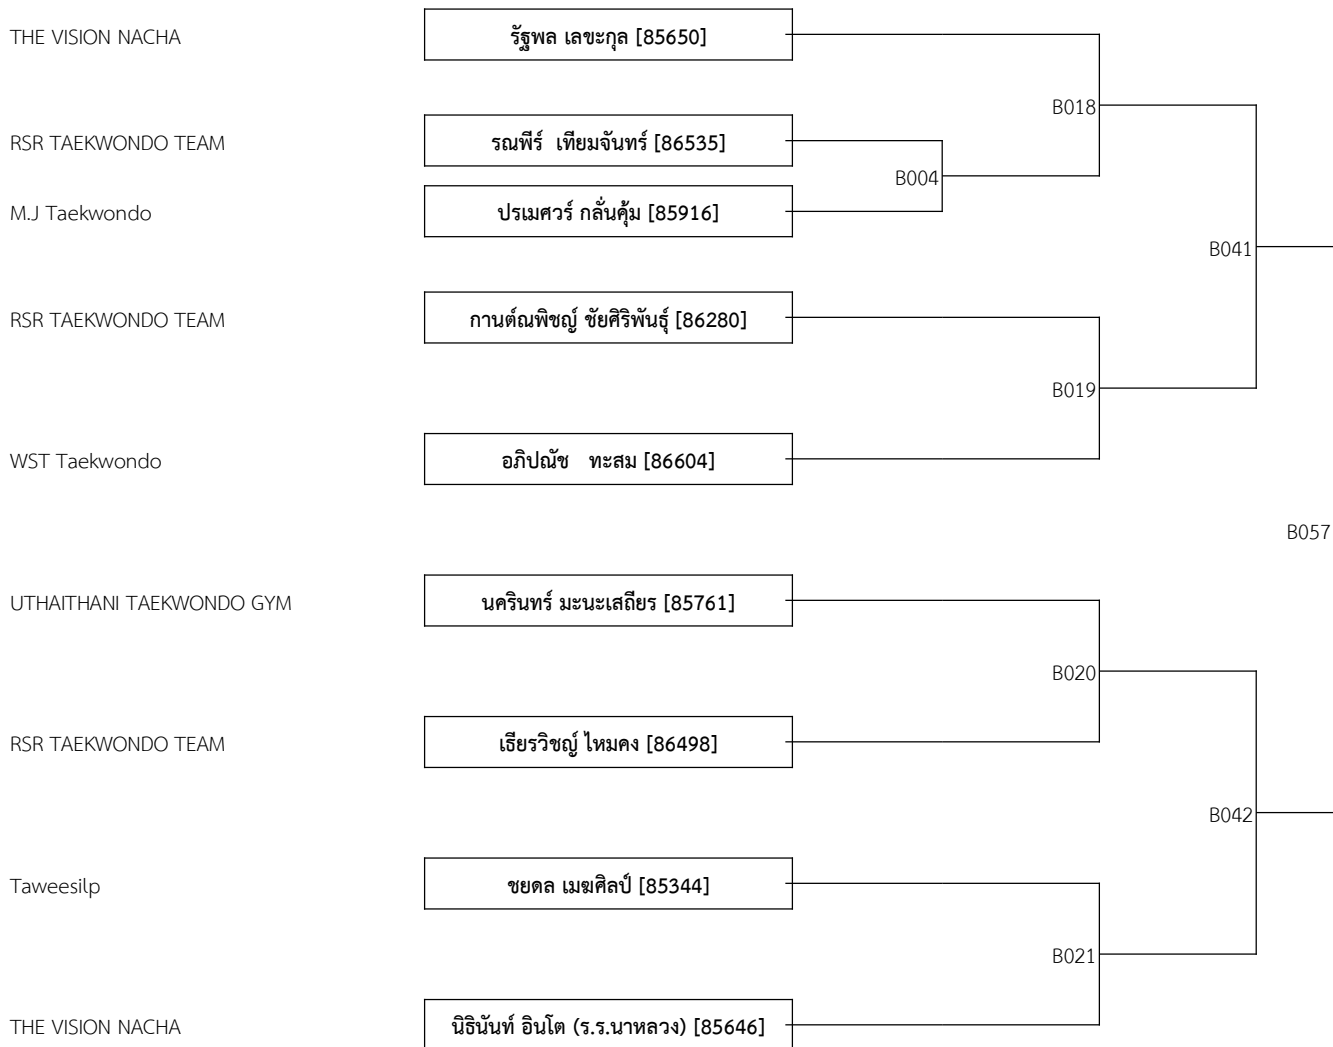 THE VISION NACHA
รัฐพล เลขะกุล [85650]
B018
RSR TAEKWONDO TEAM
รณพีร์ เทียมจันทร์ [86535]
B004
M.J Taekwondo
ปรเมศวร์ กลั่นคุ้ม [85916]
B041
RSR TAEKWONDO TEAM
กานต์ณพิชญ์ ชัยศิริพันธุ์ [86280]
B019
WST Taekwondo
อภิปณัช ทะสม [86604]
B057
UTHAITHANI TAEKWONDO GYM
นครินทร์ มะนะเสถียร [85761]
B020
RSR TAEKWONDO TEAM
เธียรวิชญ์ ไหมคง [86498]
B042
Taweesilp
ชยดล เมฆศิลป์ [85344]
B021
THE VISION NACHA
นิธินันท์ อินโต (ร.ร.นาหลวง) [85646]